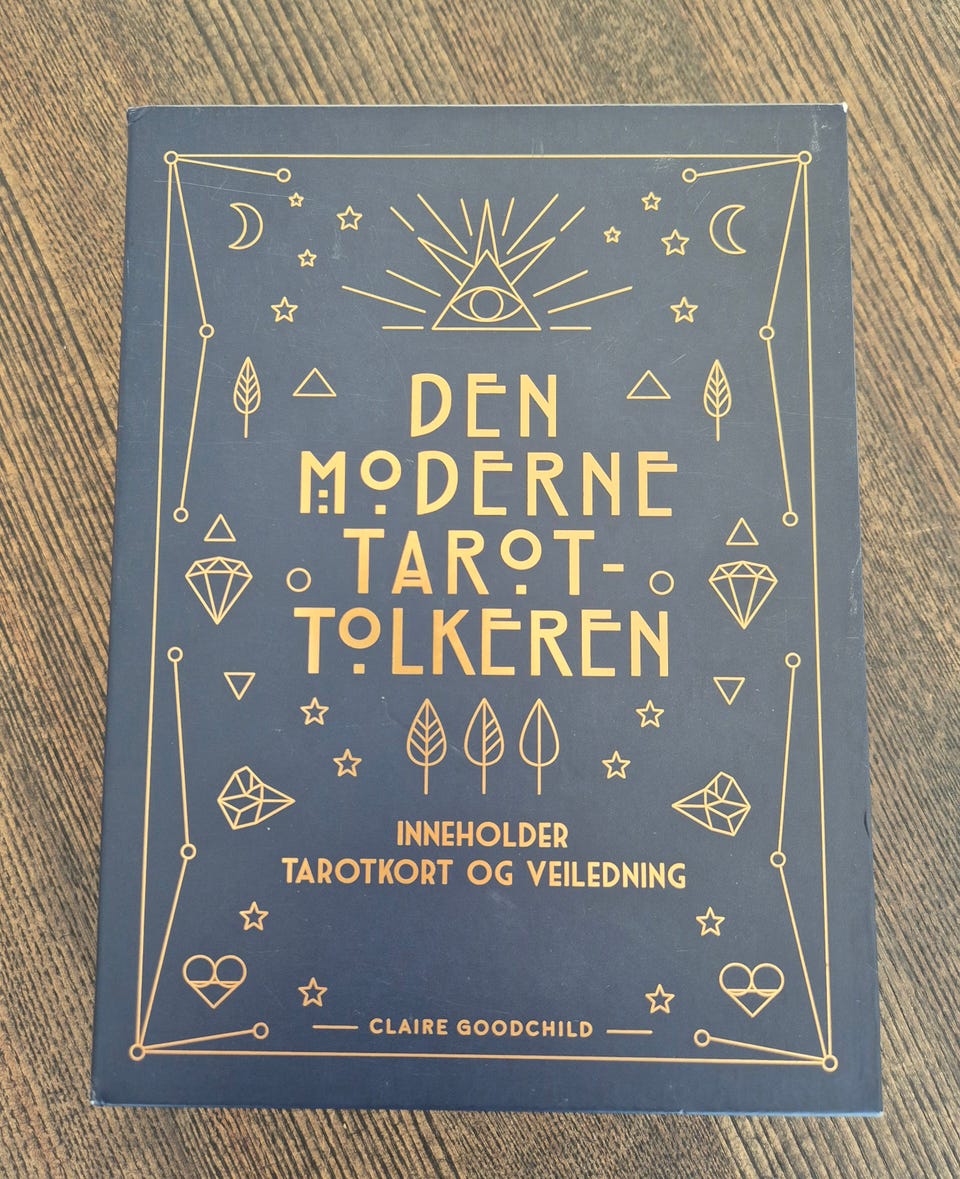 DEN
MODERNE
TAROT-
TOLKEREN
INNEHOLDER
TAROTKORT OG VEILEDNING
CLAIRE GOODCHILD